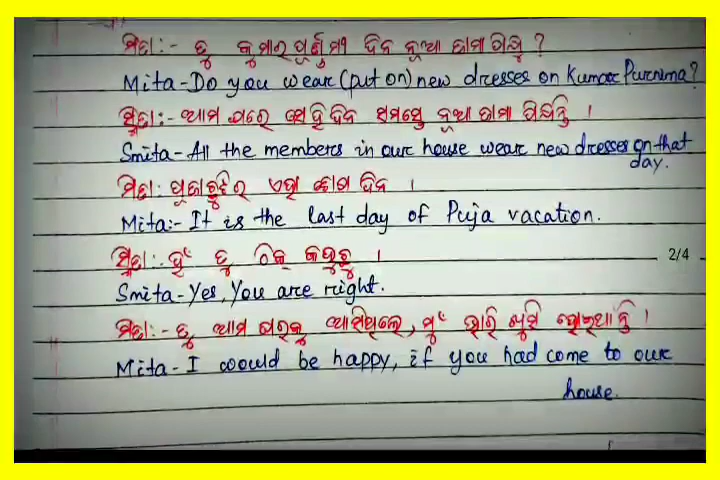 ମିତା:- ତୁ କୁମାର ପୂର୍ଣ୍ଣିମା ଦିନ ନୂଆ ଜାମା ପିନ୍ଧୁ ?
Mita-Do you wear (put on) new dresses on Kumar Purnima?
ସ୍ମିତା:- ଆମ ଘରେ ସେହି ଦିନ ସମସ୍ତେ ନୂଆ ଜାମା ପିନ୍ଧନ୍ତି ।
Smita-All the members in our house wear new dresses on that
day.
ମିତା: ପୂଜାଛୁଟିର ଏହା ଶେଷ ଦିନ ।
Mita:-It is the last day of Puja vacation.
ସ୍ମିତା:- ହଁ ତୁ ଠିକ୍ କହୁଛୁ ।
2/4
Smita-Yes, You are right.
ମିତା:- ତୁ ଆମ ଘରକୁ ଆସିଥିଲେ, ମୁଁ ଭାରି ଖୁସି ହୋଇଥାନ୍ତି ।
Mita-I would be happy, if you had come to our
house.